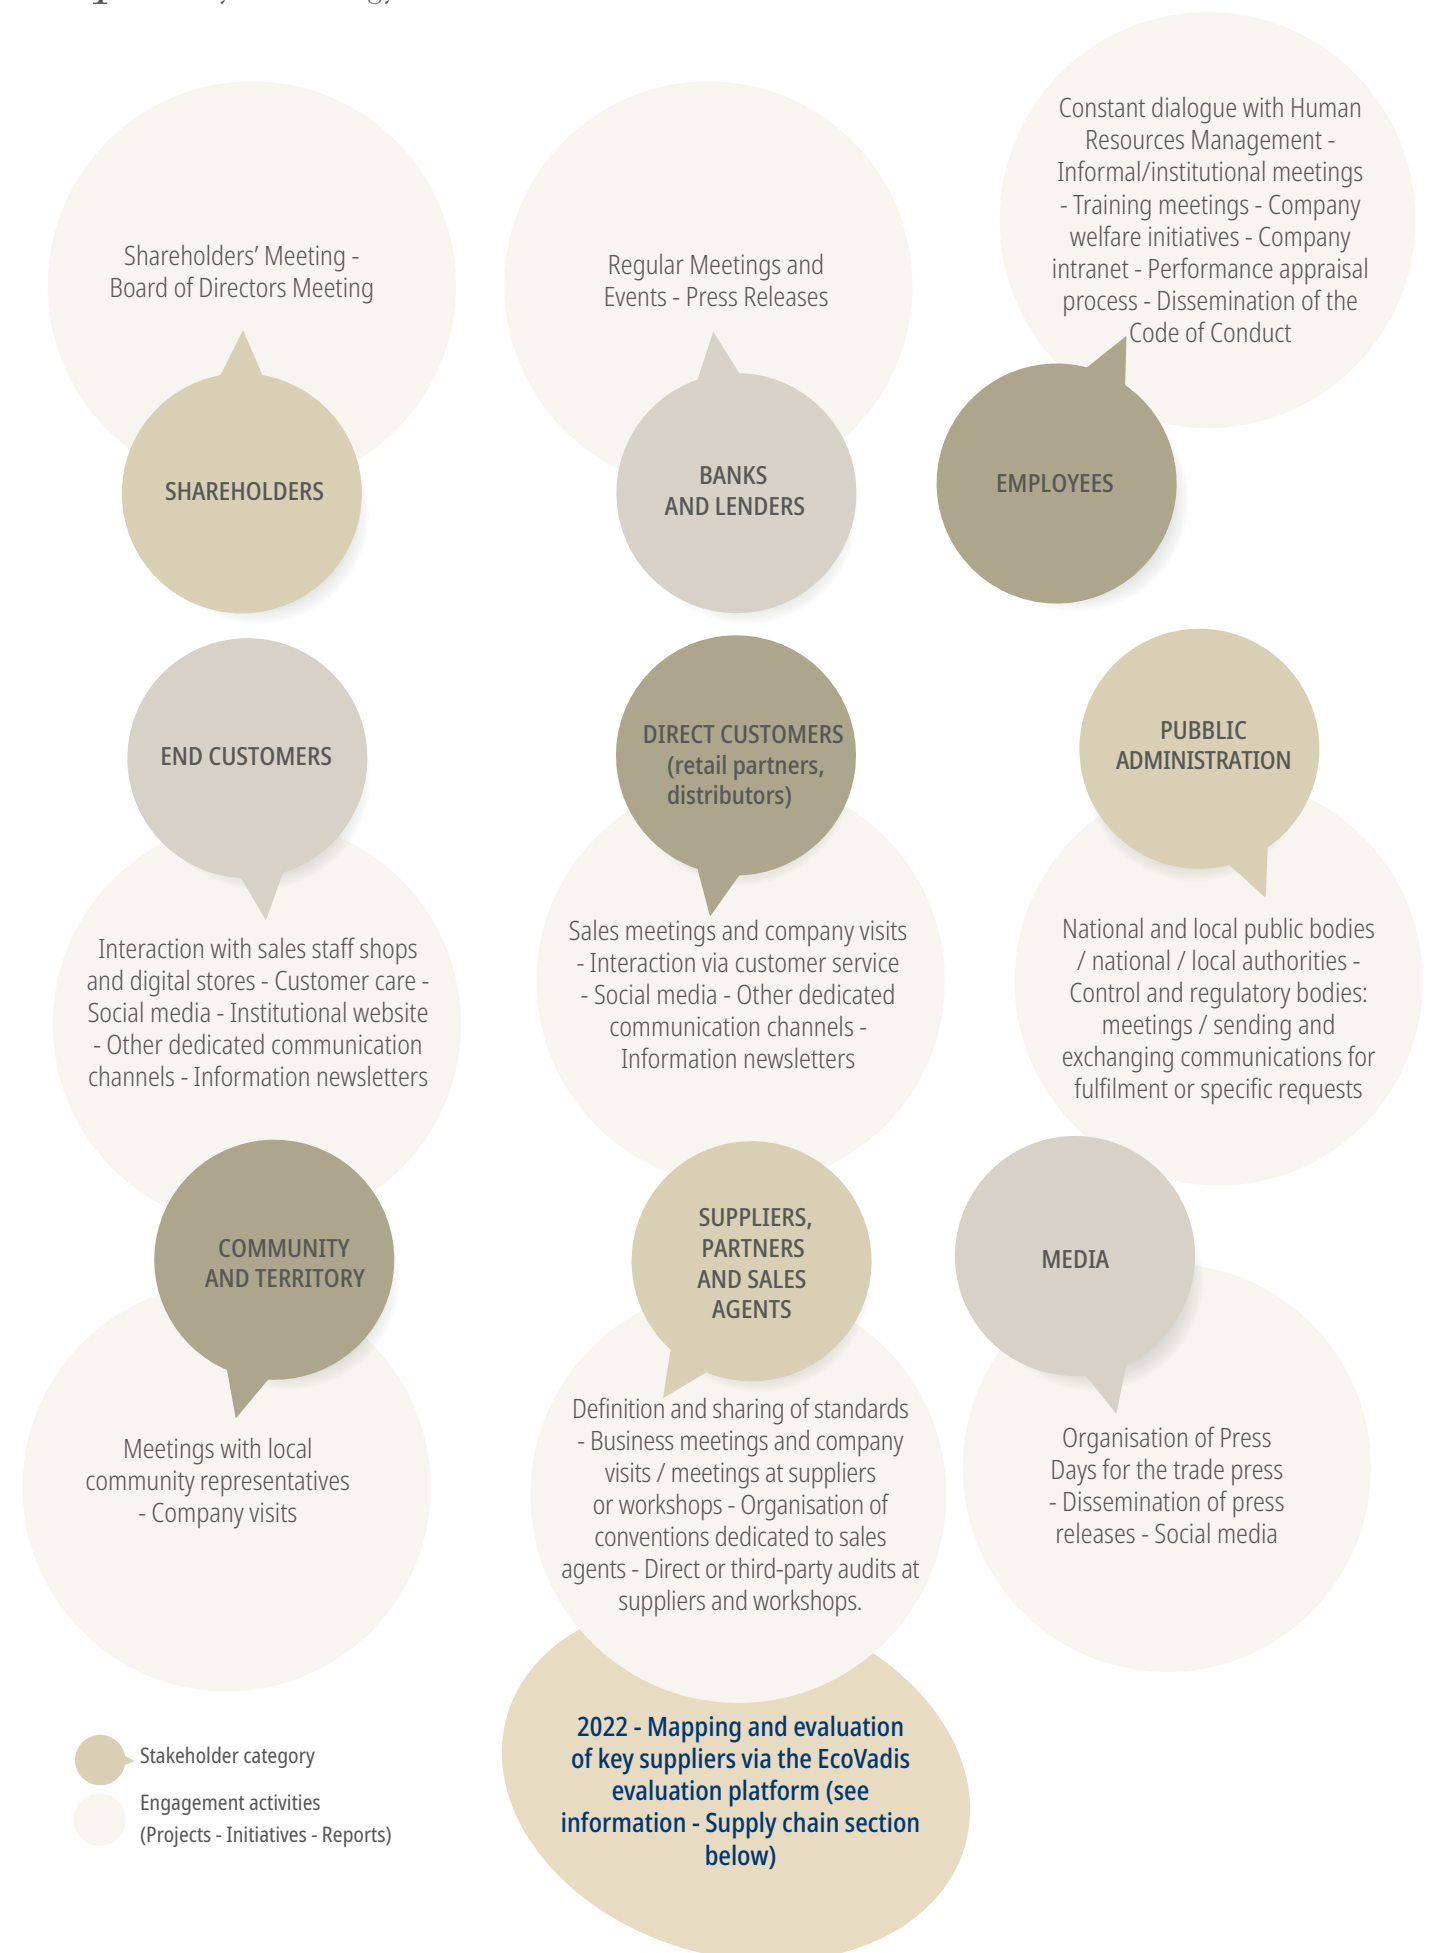 Shareholders’ Meeting -
Board of Directors Meeting
SHAREHOLDERS
Regular Meetings and
Events - Press Releases
BANKS
AND LENDERS
Constant dialogue with Human
Resources Management -
Informal/institutional meetings
- Training meetings - Company
welfare initiatives - Company
intranet - Performance appraisal
process - Dissemination of the
Code of Conduct
EMPLOYEES
END CUSTOMERS
Interaction with sales staff shops
and digital stores - Customer care -
Social media - Institutional website
- Other dedicated communication
channels - Information newsletters
DIRECT CUSTOMERS
(retail partners,
distributors)
Sales meetings and company visits
- Interaction via customer service
- Social media - Other dedicated
communication channels -
Information newsletters
PUBBLIC
ADMINISTRATION
National and local public bodies
/ national / local authorities -
Control and regulatory bodies:
meetings / sending and
exchanging communications for
fulfilment or specific requests
COMMUNITY
AND TERRITORY
Meetings with local
community representatives
- Company visits
SUPPLIERS,
PARTNERS
AND SALES
AGENTS
Definition and sharing of standards
- Business meetings and company
visits / meetings at suppliers
or workshops - Organisation of
conventions dedicated to sales
agents - Direct or third-party audits at
suppliers and workshops.
2022 - Mapping and evaluation
of key suppliers via the EcoVadis
evaluation platform (see
information - Supply chain section
below)
MEDIA
Organisation of Press
Days for the trade press
- Dissemination of press
releases - Social media
Stakeholder category
Engagement activities
(Projects - Initiatives - Reports)